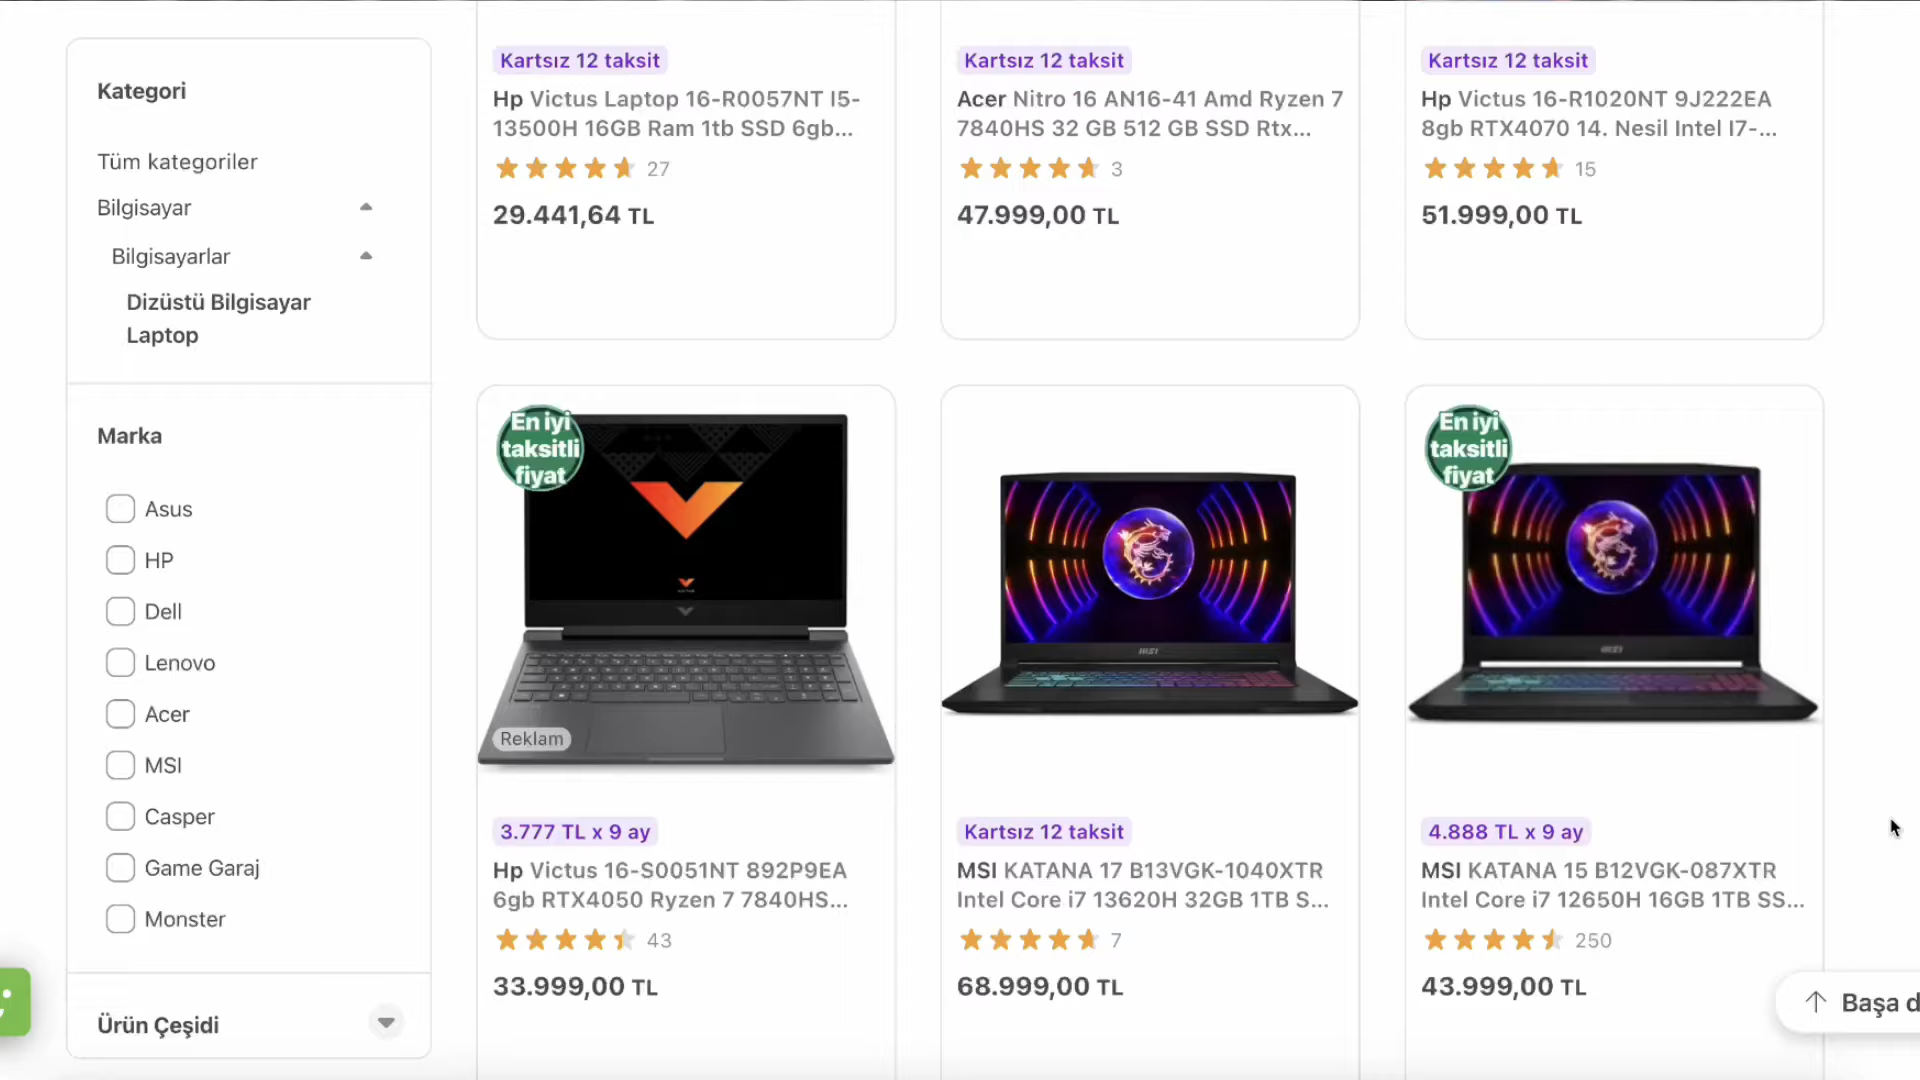 Kategori
Tüm kategoriler
Bilgisayar
Bilgisayarlar
Dizüstü Bilgisayar
Laptop
Marka
Asus
HP
Dell
Lenovo
Acer
MSI
Casper
Game Garaj
Monster
Ürün Çeşidi
Kartsız 12 taksit
Hp Victus Laptop 16-R0057NT I5-
13500H 16GB Ram 1tb SSD 6gb...
27
29.441,64 TL
Kartsız 12 taksit
Acer Nitro 16 AN16-41 Amd Ryzen 7
7840HS 32 GB 512 GB SSD Rtx...
3
47.999,00 TL
Kartsız 12 taksit
Hp Victus 16-R1020NT 9J222EA
8gb RTX4070 14. Nesil Intel I7-...
15
51.999,00 TL
En iyi
taksitli
fiyat
Reklam
3.777 TL x 9 ay
Hp Victus 16-S0051NT 892P9EA
6gb RTX4050 Ryzen 7 7840HS...
43
33.999,00 TL
msi
Kartsız 12 taksit
MSI KATANA 17 B13VGK-1040XTR
Intel Core i7 13620H 32GB 1TB S...
7
68.999,00 TL
En iyi
taksitli
fiyat
msi
4.888 TL x 9 ay
MSI KATANA 15 B12VGK-087XTR
Intel Core i7 12650H 16GB 1TB SS...
250
43.999,00 TL
Başa d